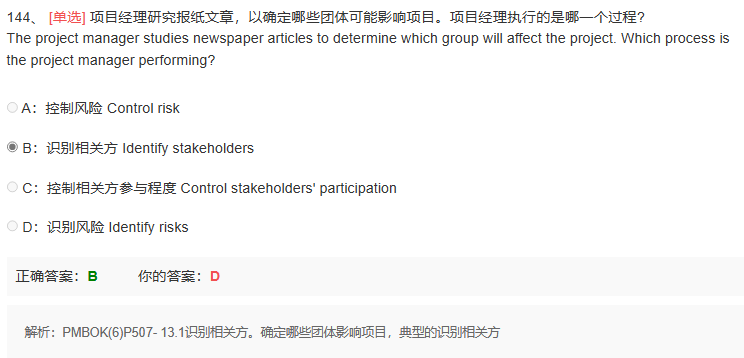 144、 [单选] 项目经理研究报纸文章，以确定哪些团体可能影响项目。项目经理执行的是哪一个过程?
The project manager studies newspaper articles to determine which group will affect the project. Which process is
the project manager performing?
A：控制风险 Control risk
B：识别相关方 Identify stakeholders
C：控制相关方参与程度 Control stakeholders' participation
D：识别风险 Identify risks
正确答案：B 你的答案：D
解析：PMBOK(6)P507- 13.1识别相关方。确定哪些团体影响项目，典型的识别相关方